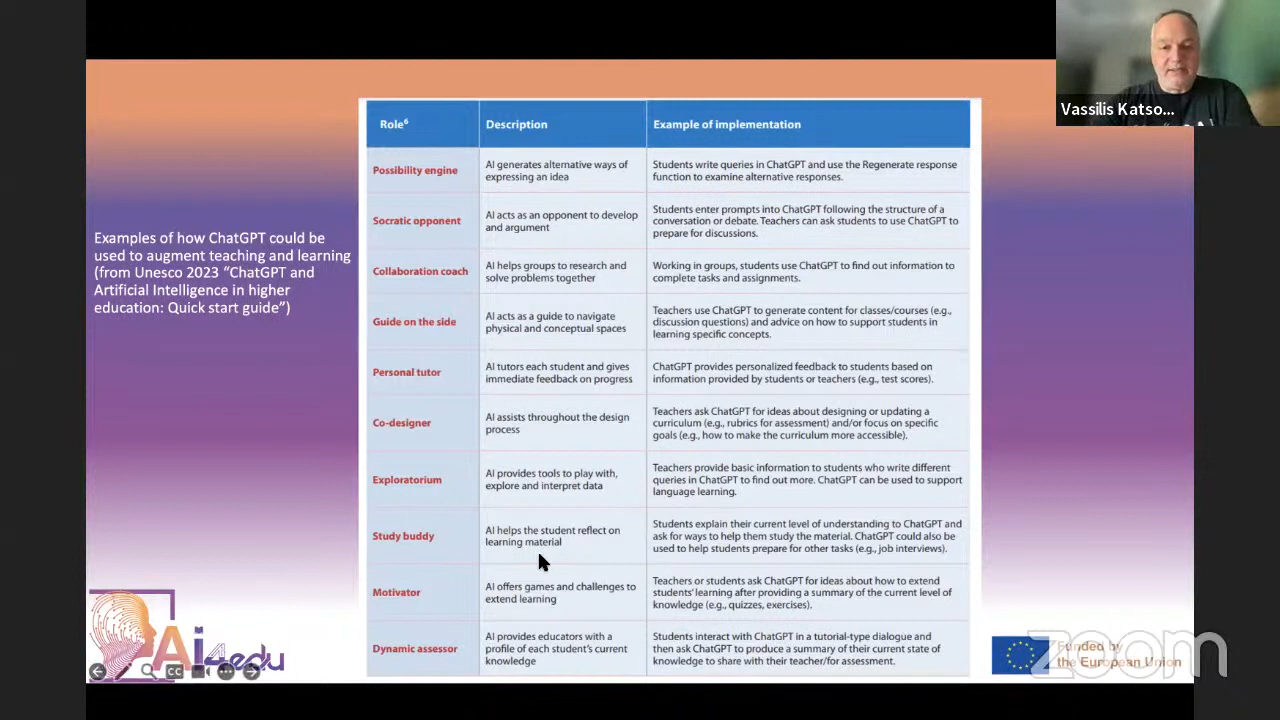 Vassilis Katso...
Examples of how ChatGPT could be
used to augment teaching and learning
(from Unesco 2023 “ChatGPT and
Artificial Intelligence in higher
education: Quick start guide”)
Role⁶ Description Example of implementation
Possibility engine
AI generates alternative ways of
expressing an idea
Students write queries in ChatGPT and use the Regenerate response
function to examine alternative responses.
Socratic opponent
AI acts as an opponent to develop
and argument
Students enter prompts into ChatGPT following the structure of a
conversation or debate. Teachers can ask students to use ChatGPT to
prepare for discussions.
Collaboration coach
AI helps groups to research and
solve problems together
Working in groups, students use ChatGPT to find out information to
complete tasks and assignments.
Guide on the side
AI acts as a guide to navigate
physical and conceptual spaces
Teachers use ChatGPT to generate content for classes/courses (e.g.,
discussion questions) and advice on how to support students in
learning specific concepts.
Personal tutor
AI tutors each student and gives
immediate feedback on progress
ChatGPT provides personalized feedback to students based on
information provided by students or teachers (e.g., test scores).
Co-designer
AI assists throughout the design
process
Teachers ask ChatGPT for ideas about designing or updating a
curriculum (e.g., rubrics for assessment) and/or focus on specific
goals (e.g., how to make the curriculum more accessible).
Exploratorium
AI provides tools to play with,
explore and interpret data
Teachers provide basic information to students who write different
queries in ChatGPT to find out more. ChatGPT can be used to support
language learning.
Study buddy
AI helps the student reflect on
learning material
Students explain their current level of understanding to ChatGPT and
ask for ways to help them study the material. ChatGPT could also be
used to help students prepare for other tasks (e.g., job interviews).
Motivator
AI offers games and challenges to
extend learning
Teachers or students ask ChatGPT for ideas about how to extend
students’ learning after providing a summary of the current level of
knowledge (e.g., quizzes, exercises).
Dynamic assessor
AI provides educators with a
profile of each student’s current
knowledge
Students interact with ChatGPT in a tutorial-type dialogue and
then ask ChatGPT to produce a summary of their current state of
knowledge to share with their teacher/for assessment.
Ai4edu
Funded by
the European Union
zoom